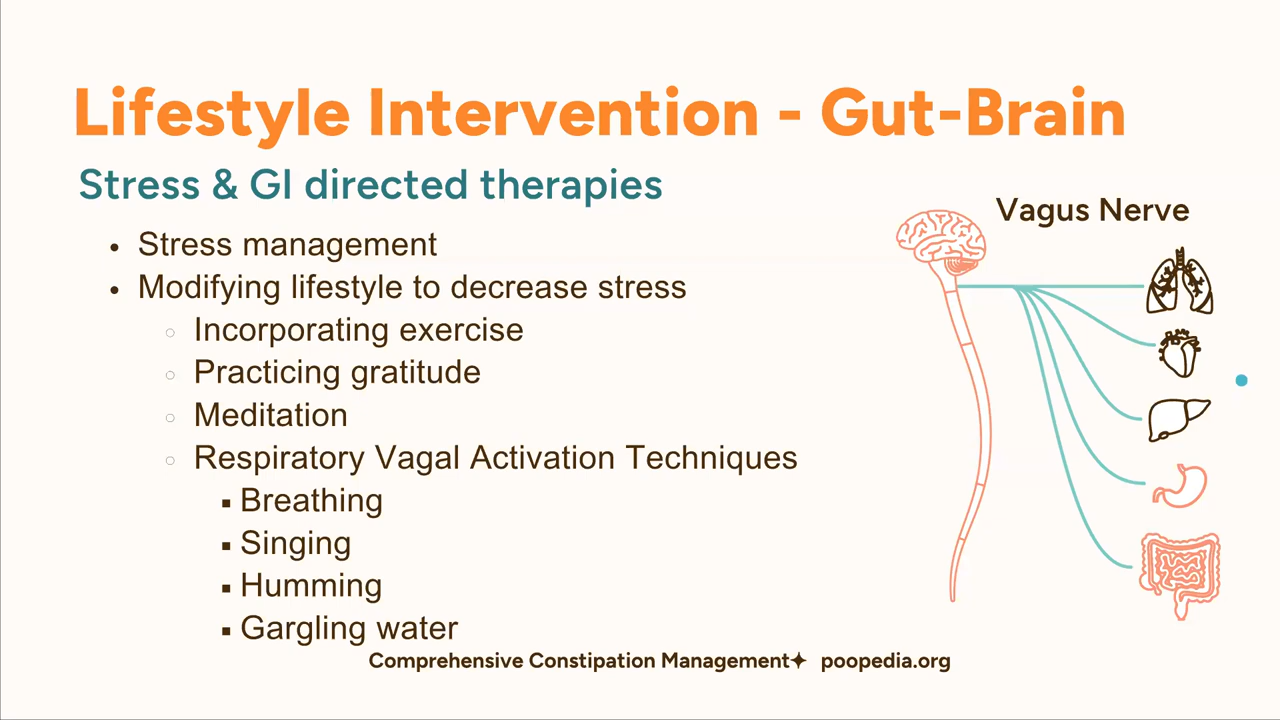 Lifestyle Intervention - Gut-Brain
Stress & GI directed therapies
Vagus Nerve
• Stress management
• Modifying lifestyle to decrease stress
○ Incorporating exercise
○ Practicing gratitude
○ Meditation
○ Respiratory Vagal Activation Techniques
▪ Breathing
▪ Singing
▪ Humming
▪ Gargling water
Comprehensive Constipation Management✦ poopedia.org